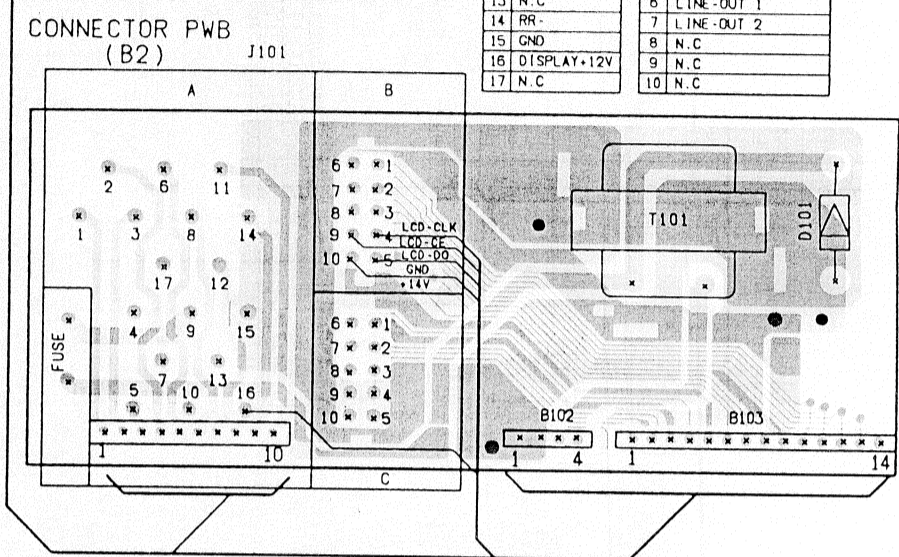 13 N.C
14 RR-
15 GND
16 DISPLAY+12V
17 N.C
6 LINE-OUT 1
7 LINE-OUT 2
8 N.C
9 N.C
10 N.C
CONNECTOR PWB
(B2)
J101
A
B
2 6 11
1 3 8 14
17 12
4 9 15
7 13
5 10 16
FUSE
1 10
6 1
7 2
8 3
9 4
10 5
LCD-CLK
LCD-CE
LCD-DO
GND
+14V
6 1
7 2
8 3
9 4
10 5
C
T101
D101
B102
1 4
B103
1 14